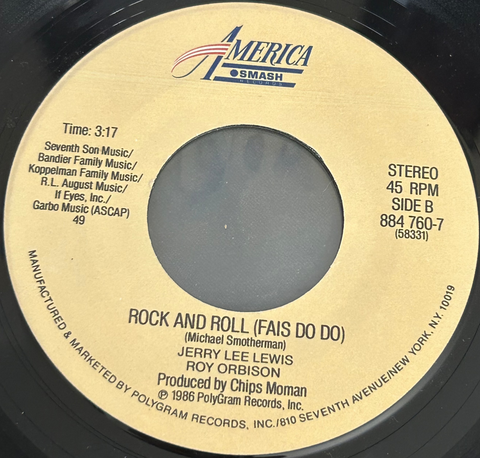 AMERICA
SMASH
RECORDS
Time: 3:17
Seventh Son Music/
Bandier Family Music/
Koppelman Family Music/
R.L. August Music/
If Eyes, Inc./
Garbo Music (ASCAP)
49
STEREO
45 RPM
SIDE B
884 760-7
(58331)
ROCK AND ROLL (FAIS DO DO)
(Michael Smotherman)
JERRY LEE LEWIS
ROY ORBISON
Produced by Chips Moman
℗ 1986 PolyGram Records, Inc.
MANUFACTURED & MARKETED BY POLYGRAM RECORDS, INC./810 SEVENTH AVENUE/NEW YORK, N.Y. 10019